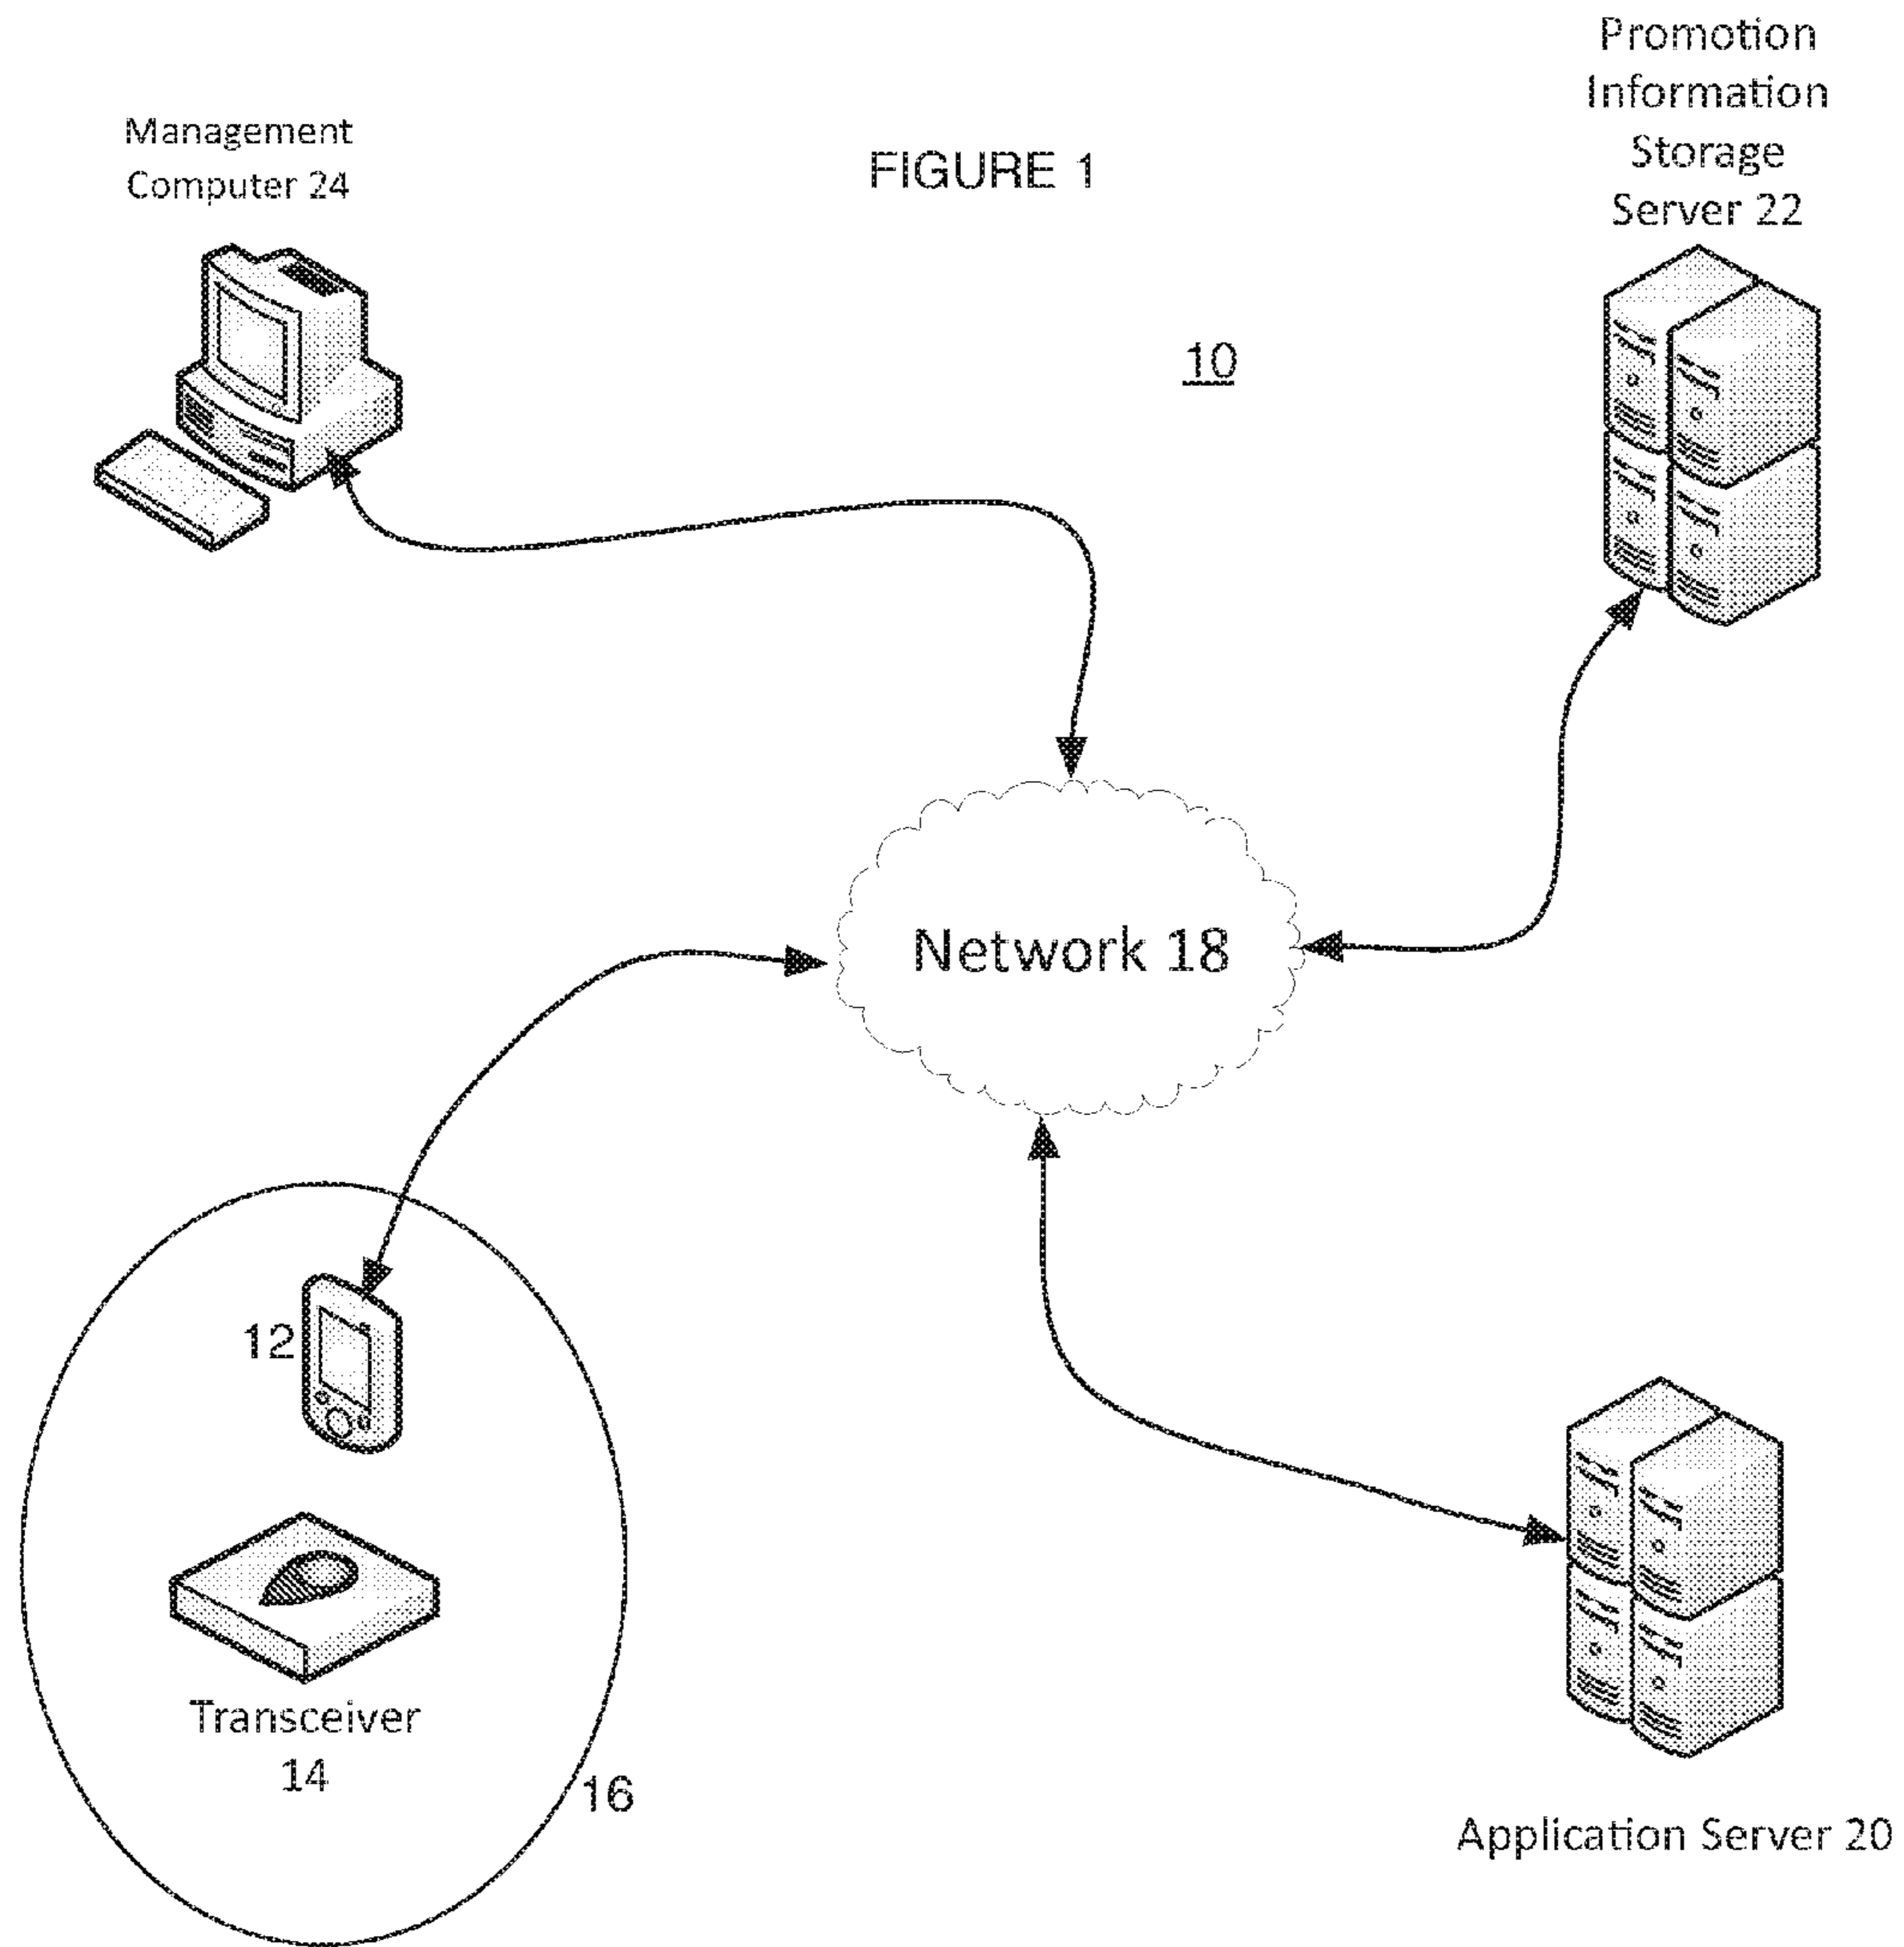 Promotion
Information
Storage
Server 22
Management
Computer 24
FIGURE 1
10
Network 18
12
Transceiver
14
16
Application Server 20